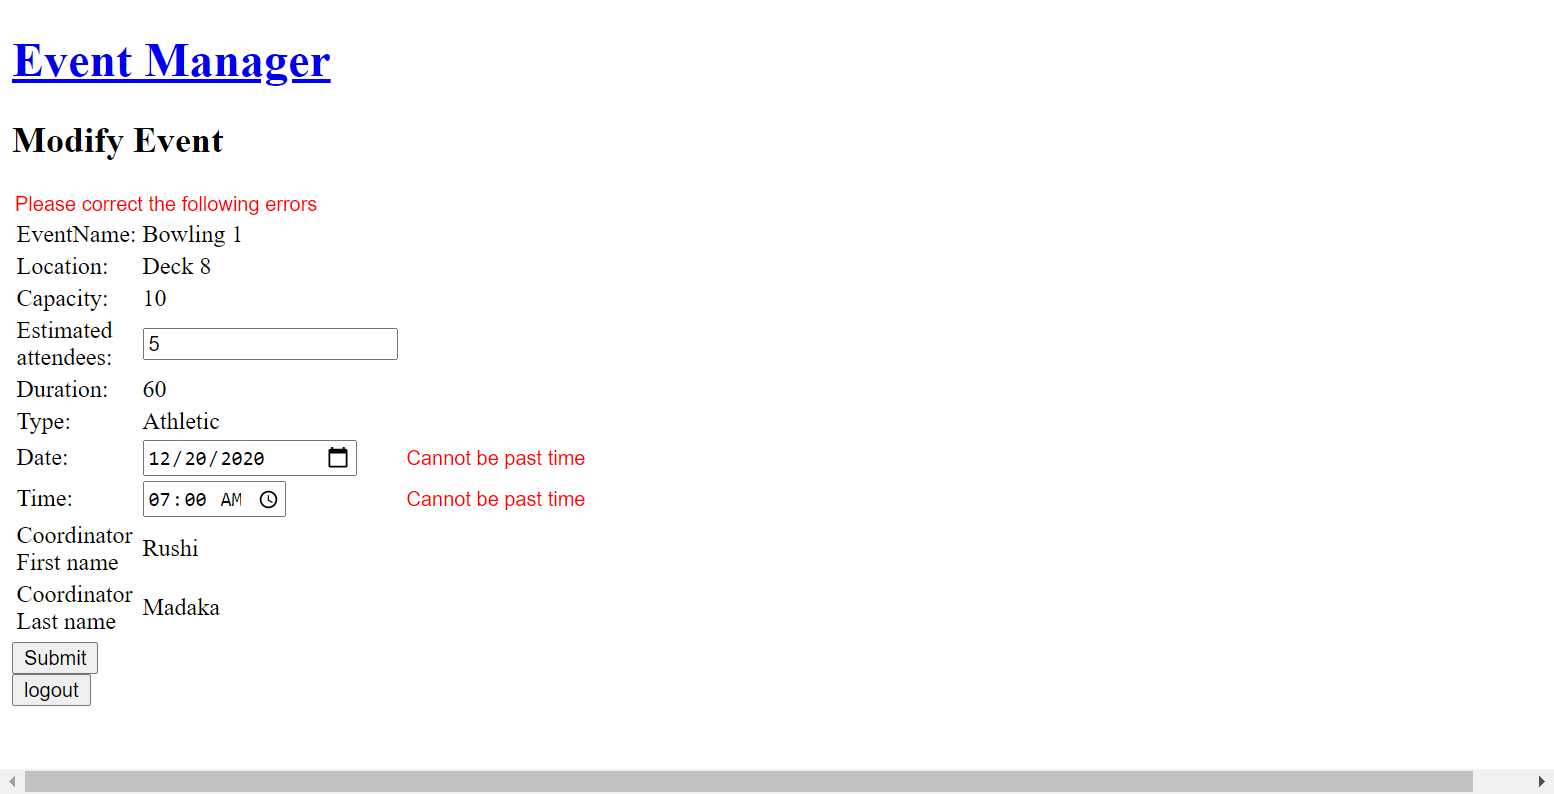 Event Manager
Modify Event
Please correct the following errors
EventName: Bowling 1
Location: Deck 8
Capacity: 10
Estimated
attendees: 5
Duration: 60
Type: Athletic
Date: 12/20/2020 Cannot be past time
Time: 07:00 AM Cannot be past time
Coordinator
First name Rushi
Coordinator
Last name Madaka
Submit
logout